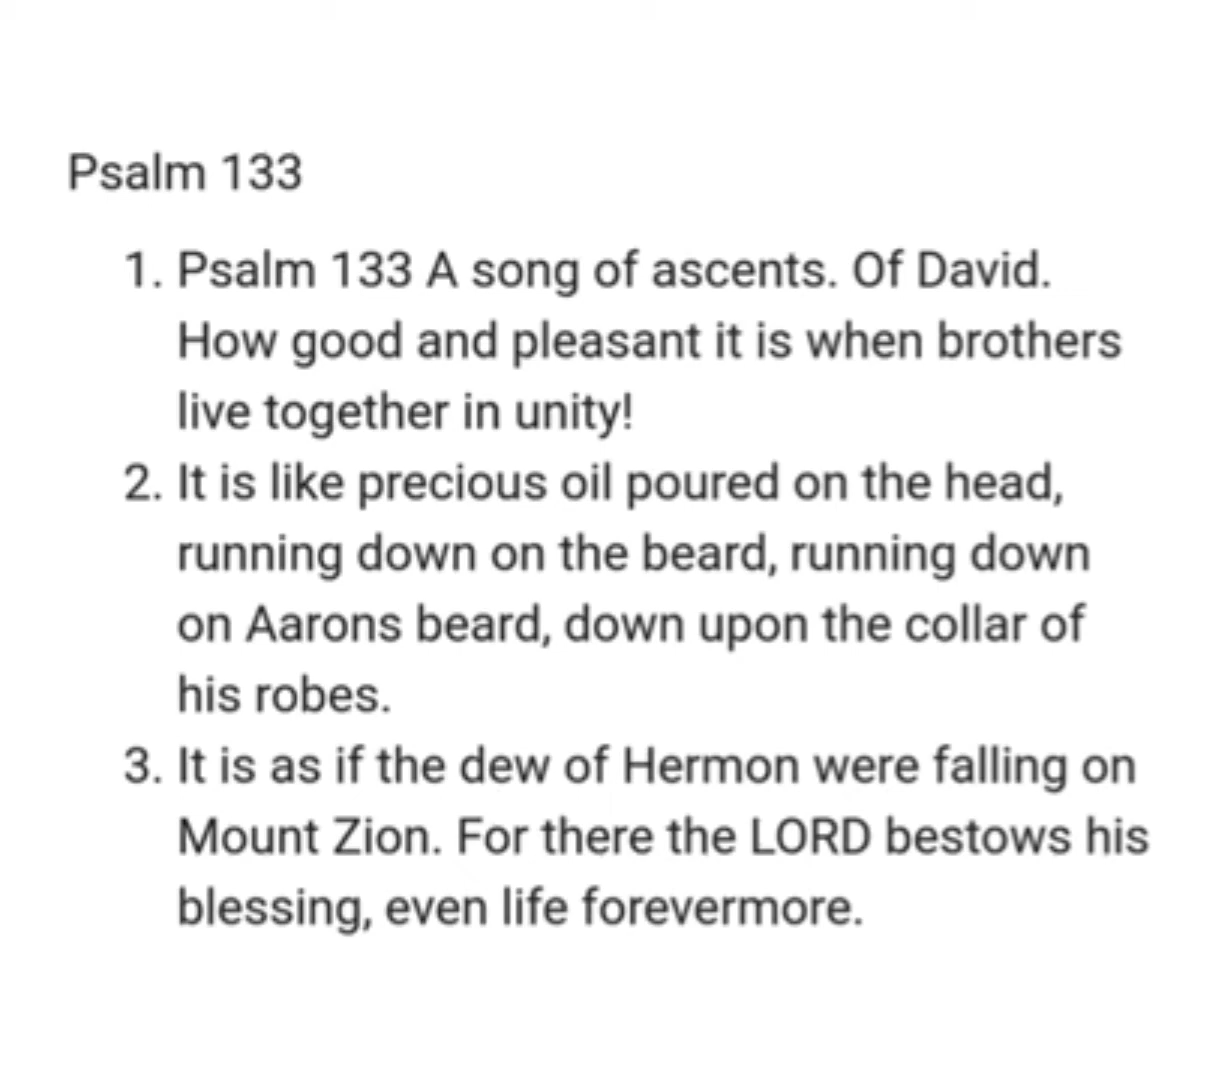 Psalm 133
1. Psalm 133 A song of ascents. Of David.
How good and pleasant it is when brothers
live together in unity!
2. It is like precious oil poured on the head,
running down on the beard, running down
on Aarons beard, down upon the collar of
his robes.
3. It is as if the dew of Hermon were falling on
Mount Zion. For there the LORD bestows his
blessing, even life forevermore.